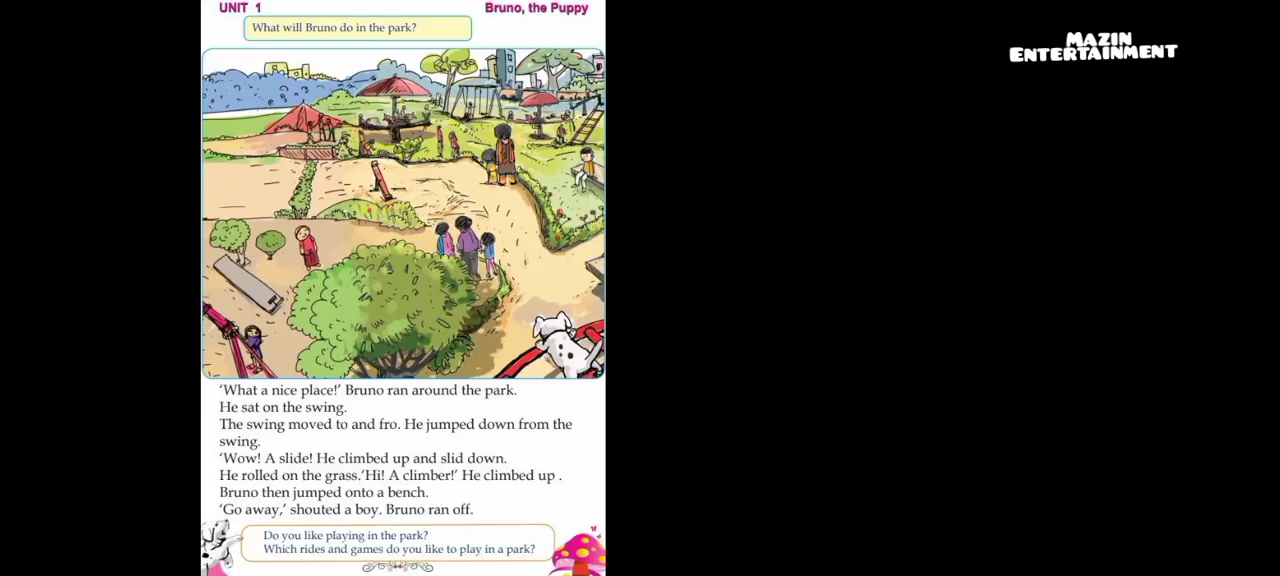 UNIT 1
Bruno, the Puppy
What will Bruno do in the park?
MAZIN
ENTERTAINMENT
‘What a nice place!’ Bruno ran around the park.
He sat on the swing.
The swing moved to and fro. He jumped down from the
swing.
‘Wow! A slide! He climbed up and slid down.
He rolled on the grass.‘Hi! A climber!’ He climbed up .
Bruno then jumped onto a bench.
‘Go away,’ shouted a boy. Bruno ran off.
Do you like playing in the park?
Which rides and games do you like to play in a park?